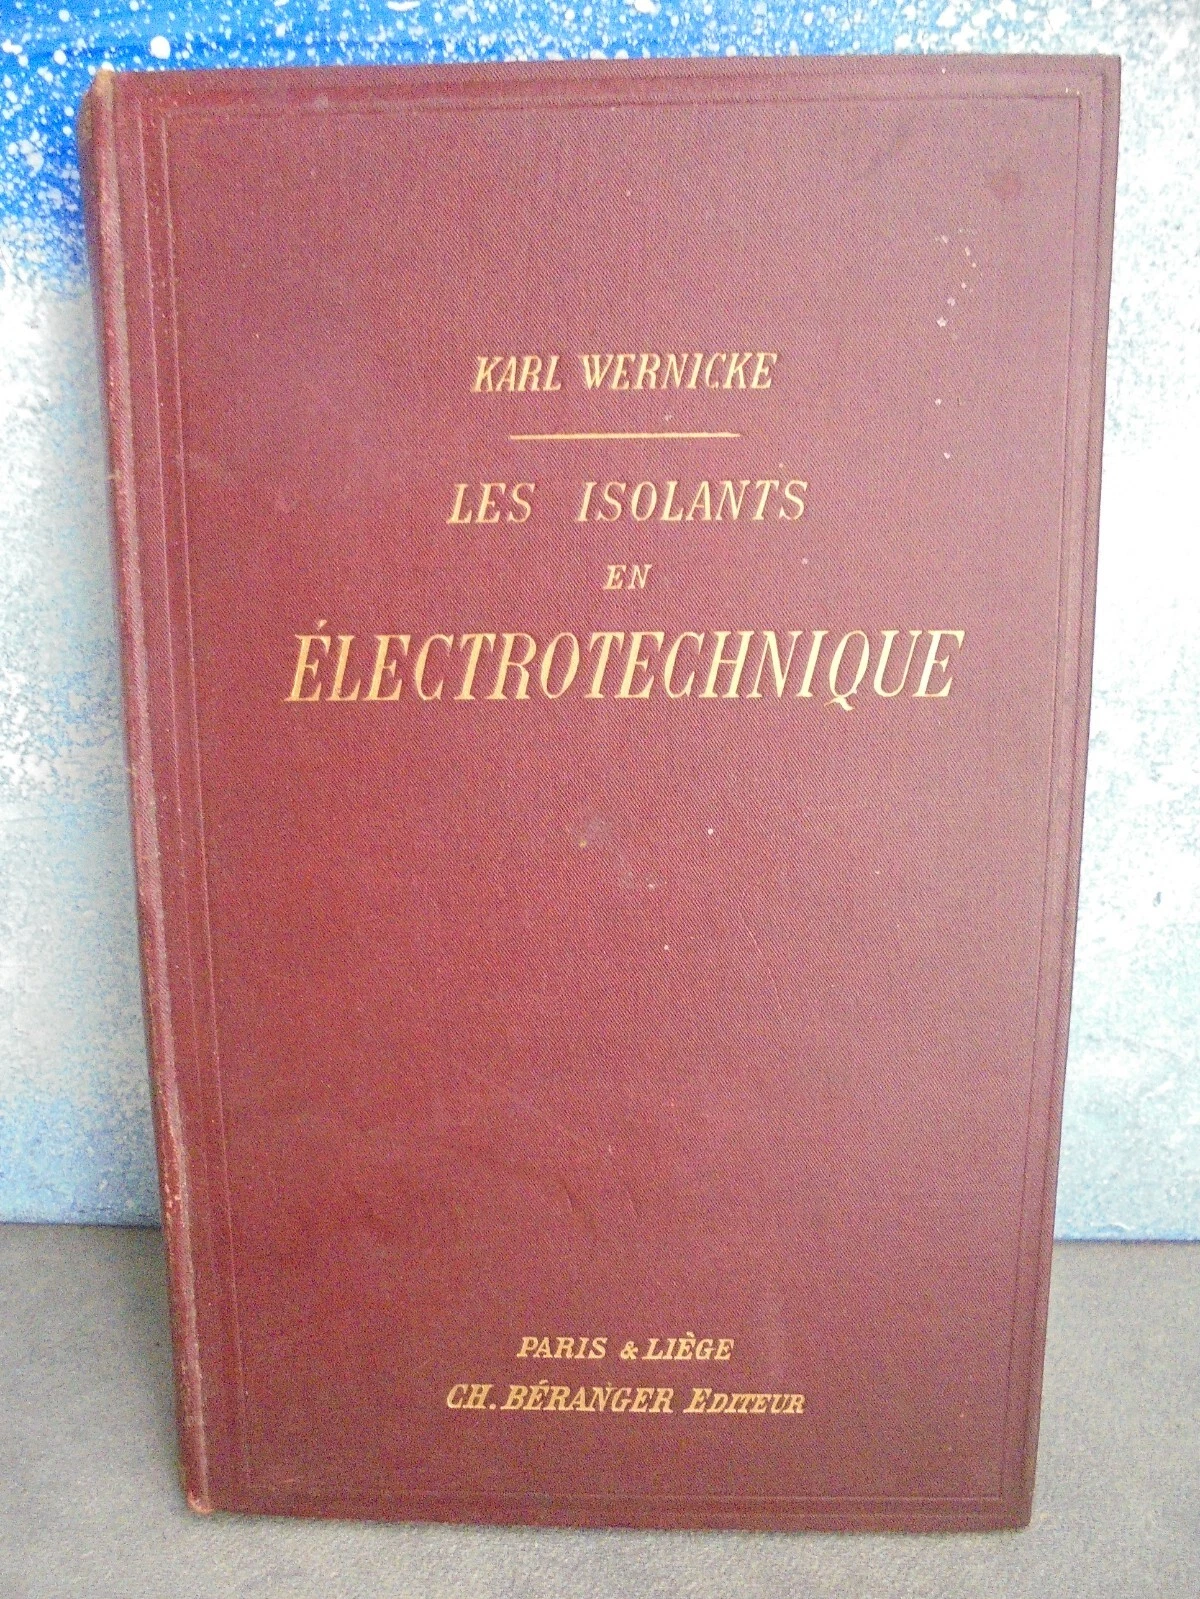 KARL WERNICKE
LES ISOLANTS
EN
ÉLECTROTECHNIQUE
PARIS & LIÈGE
CH. BÉRANGER EDITEUR